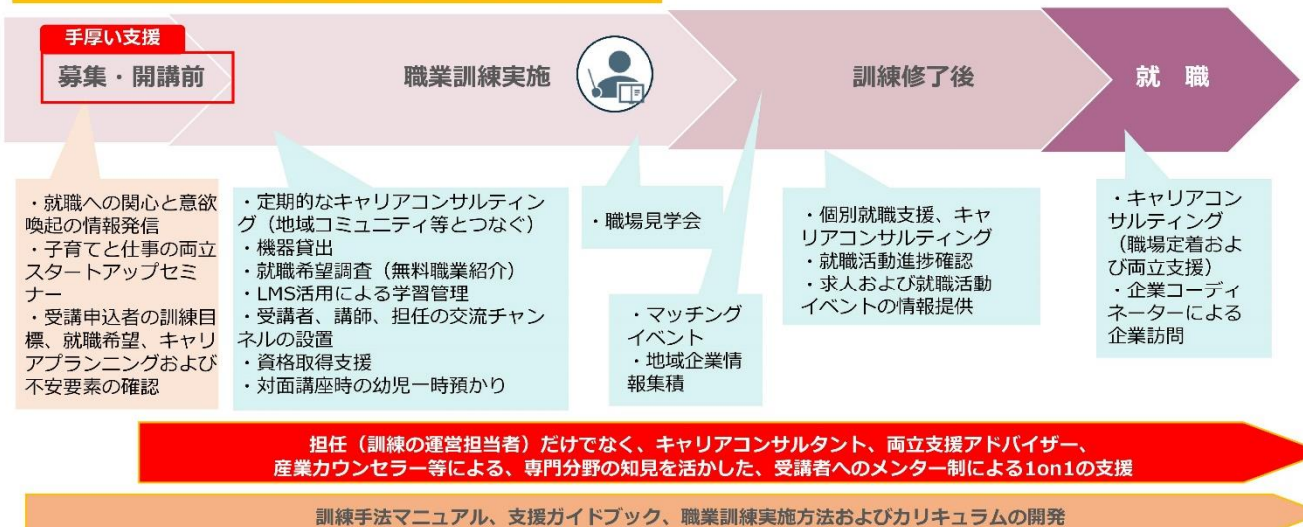 手厚い支援
募集・開講前
職業訓練実施
訓練修了後
就　職
・就職への関心と意欲
喚起の情報発信
・子育てと仕事の両立
スタートアップセミ
ナー
・受講申込者の訓練目
標、就職希望、キャリ
アプランニングおよび
不安要素の確認
・定期的なキャリアコンサルティン
グ（地域コミュニティ等とつなぐ）
・機器貸出
・就職希望調査（無料職業紹介）
・LMS活用による学習管理
・受講者、講師、担任の交流チャン
ネルの設置
・資格取得支援
・対面講座時の幼児一時預かり
・職場見学会
・マッチング
イベント
・地域企業情
報集積
・個別就職支援、キャ
リアコンサルティング
・就職活動進捗確認
・求人および就職活動
イベントの情報提供
・キャリアコン
サルティング
（職場定着およ
び両立支援）
・企業コーディ
ネーターによる
企業訪問
担任（訓練の運営担当者）だけでなく、キャリアコンサルタント、両立支援アドバイザー、
産業カウンセラー等による、専門分野の知見を活かした、受講者へのメンター制による1on1の支援
訓練手法マニュアル、支援ガイドブック、職業訓練実施方法およびカリキュラムの開発